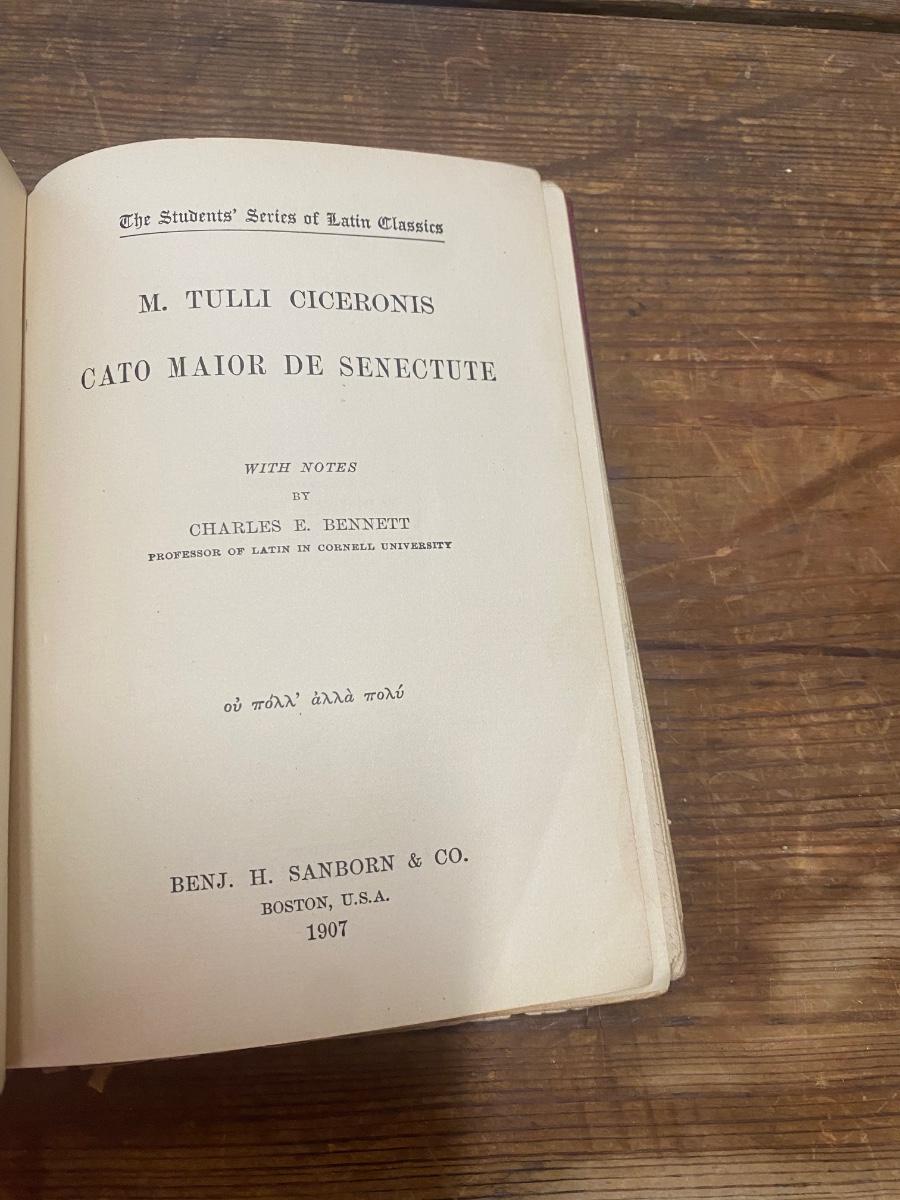 The Students' Series of Latin Classics
M. TULLI CICERONIS
CATO MAIOR DE SENECTUTE
WITH NOTES
BY
CHARLES E. BENNETT
PROFESSOR OF LATIN IN CORNELL UNIVERSITY
οὐ πόλλ' ἀλλὰ πολύ
BENJ. H. SANBORN & CO.
BOSTON, U.S.A.
1907